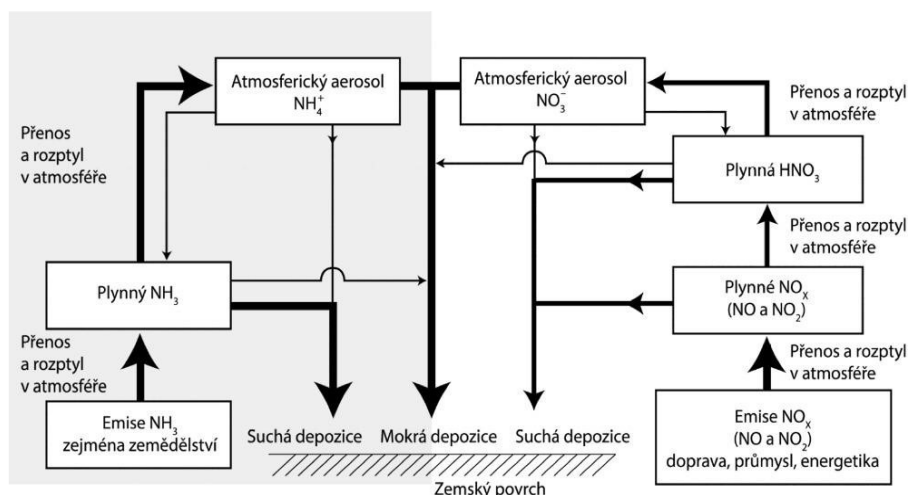 Atmosferický aerosol
NH₄⁺
Atmosferický aerosol
NO₃⁻
Přenos
a rozptyl
v atmosféře
Přenos a rozptyl
v atmosféře
Plynná HNO₃
Přenos a rozptyl
v atmosféře
Plynný NH₃
Plynné NOₓ
(NO a NO₂)
Přenos
a rozptyl
v atmosféře
Přenos a rozptyl
v atmosféře
Emise NH₃
zejména zemědělství
Suchá depozice
Mokrá depozice
Suchá depozice
Emise NOₓ
(NO a NO₂)
doprava, průmysl, energetika
Zemský povrch